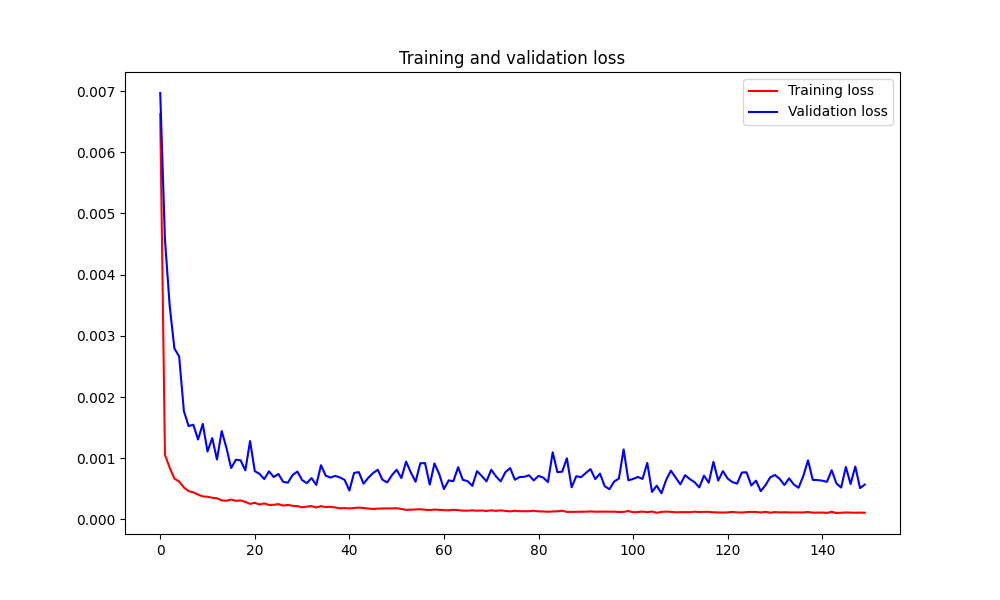 Training and validation loss
Training loss
Validation loss
0.007
0.006
0.005
0.004
0.003
0.002
0.001
0.000
0 20 40 60 80 100 120 140